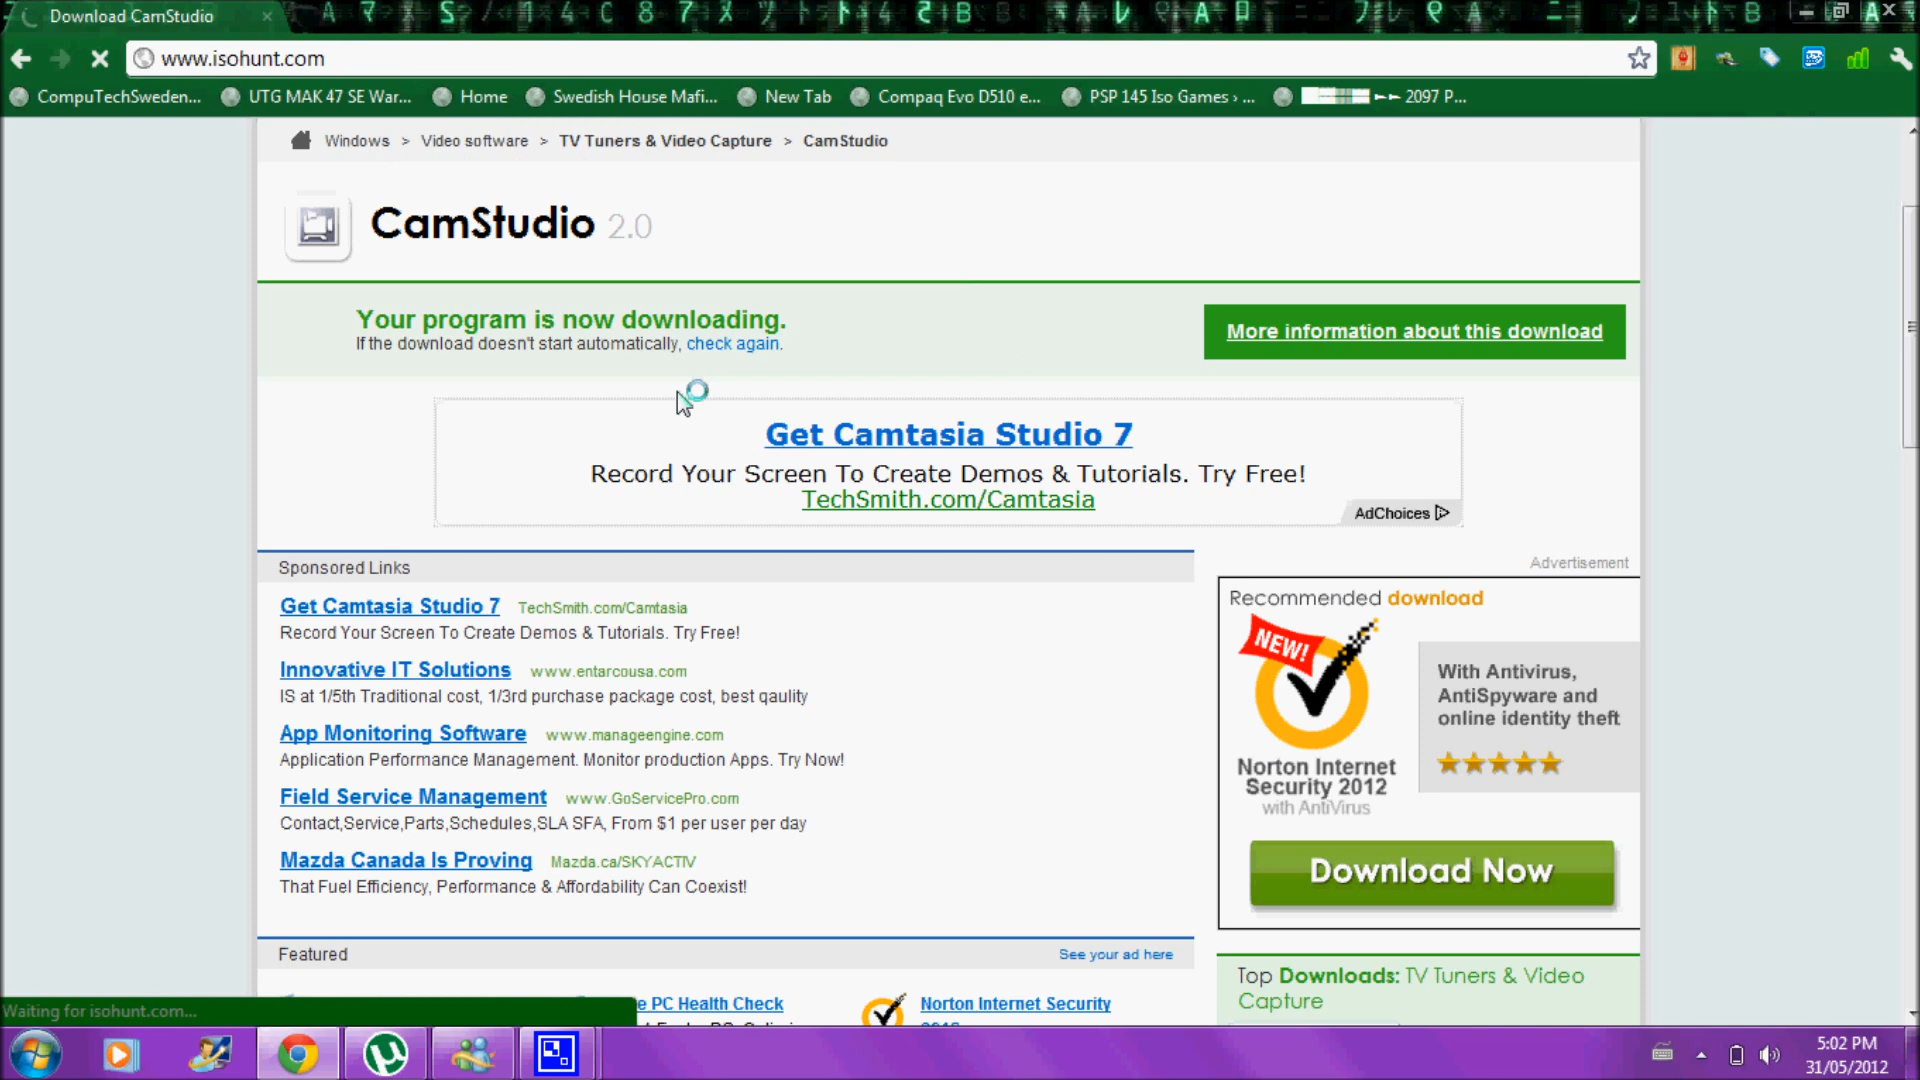 Download CamStudio
www.isohunt.com
CompuTechSweden... UTG MAK 47 SE War... Home Swedish House Mafi... New Tab Compaq Evo D510 e... PSP 145 Iso Games › ... 2097 P...
Windows > Video software > TV Tuners & Video Capture > CamStudio
CamStudio 2.0
Your program is now downloading.
If the download doesn't start automatically, check again.
More information about this download
Get Camtasia Studio 7
Record Your Screen To Create Demos & Tutorials. Try Free!
TechSmith.com/Camtasia
AdChoices
Sponsored Links
Get Camtasia Studio 7 TechSmith.com/Camtasia
Record Your Screen To Create Demos & Tutorials. Try Free!
Innovative IT Solutions www.entarcousa.com
IS at 1/5th Traditional cost, 1/3rd purchase package cost, best qaulity
App Monitoring Software www.manageengine.com
Application Performance Management. Monitor production Apps. Try Now!
Field Service Management www.GoServicePro.com
Contact,Service,Parts,Schedules,SLA SFA, From $1 per user per day
Mazda Canada Is Proving Mazda.ca/SKYACTIV
That Fuel Efficiency, Performance & Affordability Can Coexist!
Advertisement
Recommended download
NEW!
With Antivirus,
AntiSpyware and
online identity theft
Norton Internet
Security 2012
with AntiVirus
Download Now
Featured See your ad here
e PC Health Check
Norton Internet Security
Top Downloads: TV Tuners & Video
Capture
Waiting for isohunt.com...
5:02 PM
31/05/2012